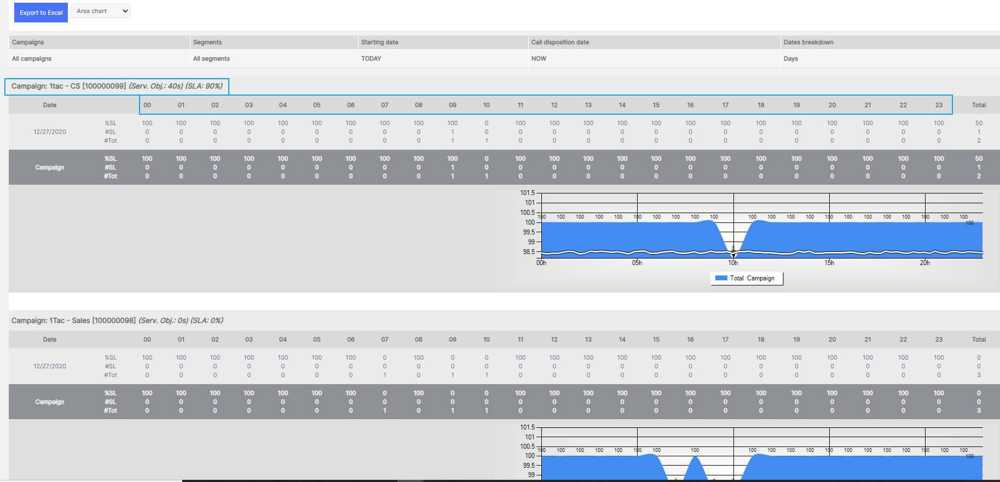 Export to Excel Area chart
Campaigns Segments Starting date Call disposition date Dates breakdown
All campaigns All segments TODAY NOW Days
Campaign: 1tac - CS [100000099] (Serv. Obj.: 40s) (SLA: 90%)
Date 00 01 02 03 04 05 06 07 08 09 10 11 12 13 14 15 16 17 18 19 20 21 22 23 Total
%SL 100 100 100 100 100 100 100 100 100 100 0 100 100 100 100 100 100 100 100 100 100 100 100 100 50
12/27/2020 #SL 0 0 0 0 0 0 0 0 0 1 0 0 0 0 0 0 0 0 0 0 0 0 0 0 1
#Tot 0 0 0 0 0 0 0 0 0 1 1 0 0 0 0 0 0 0 0 0 0 0 0 0 2
%SL 100 100 100 100 100 100 100 100 100 100 0 100 100 100 100 100 100 100 100 100 100 100 100 100 50
Campaign #SL 0 0 0 0 0 0 0 0 0 1 0 0 0 0 0 0 0 0 0 0 0 0 0 0 1
#Tot 0 0 0 0 0 0 0 0 0 1 1 0 0 0 0 0 0 0 0 0 0 0 0 0 2
101.5
101
100.5
100 100 100 100 100 100 100 100 100 100 100 100 100 100 100 100 100 100 100 100 100 100
100 100
99.5
99
0
98.5
00h 05h 10h 15h 20h
Total Campaign
Campaign: 1Tac - Sales [100000098] (Serv. Obj.: 0s) (SLA: 0%)
Date 00 01 02 03 04 05 06 07 08 09 10 11 12 13 14 15 16 17 18 19 20 21 22 23 Total
%SL 100 100 100 100 100 100 100 0 100 0 0 100 100 100 100 100 100 100 100 100 100 100 100 100 0
12/27/2020 #SL 0 0 0 0 0 0 0 0 0 0 0 0 0 0 0 0 0 0 0 0 0 0 0 0 0
#Tot 0 0 0 0 0 0 0 1 0 1 1 0 0 0 0 0 0 0 0 0 0 0 0 0 3
%SL 100 100 100 100 100 100 100 0 100 0 0 100 100 100 100 100 100 100 100 100 100 100 100 100 0
Campaign #SL 0 0 0 0 0 0 0 0 0 0 0 0 0 0 0 0 0 0 0 0 0 0 0 0 0
#Tot 0 0 0 0 0 0 0 1 0 1 1 0 0 0 0 0 0 0 0 0 0 0 0 0 3
101.5
101
100.5
100 100 100 100 100 100 100 100 100 100 100 100 100 100 100 100 100 100 100 100
100 100
99.5
99